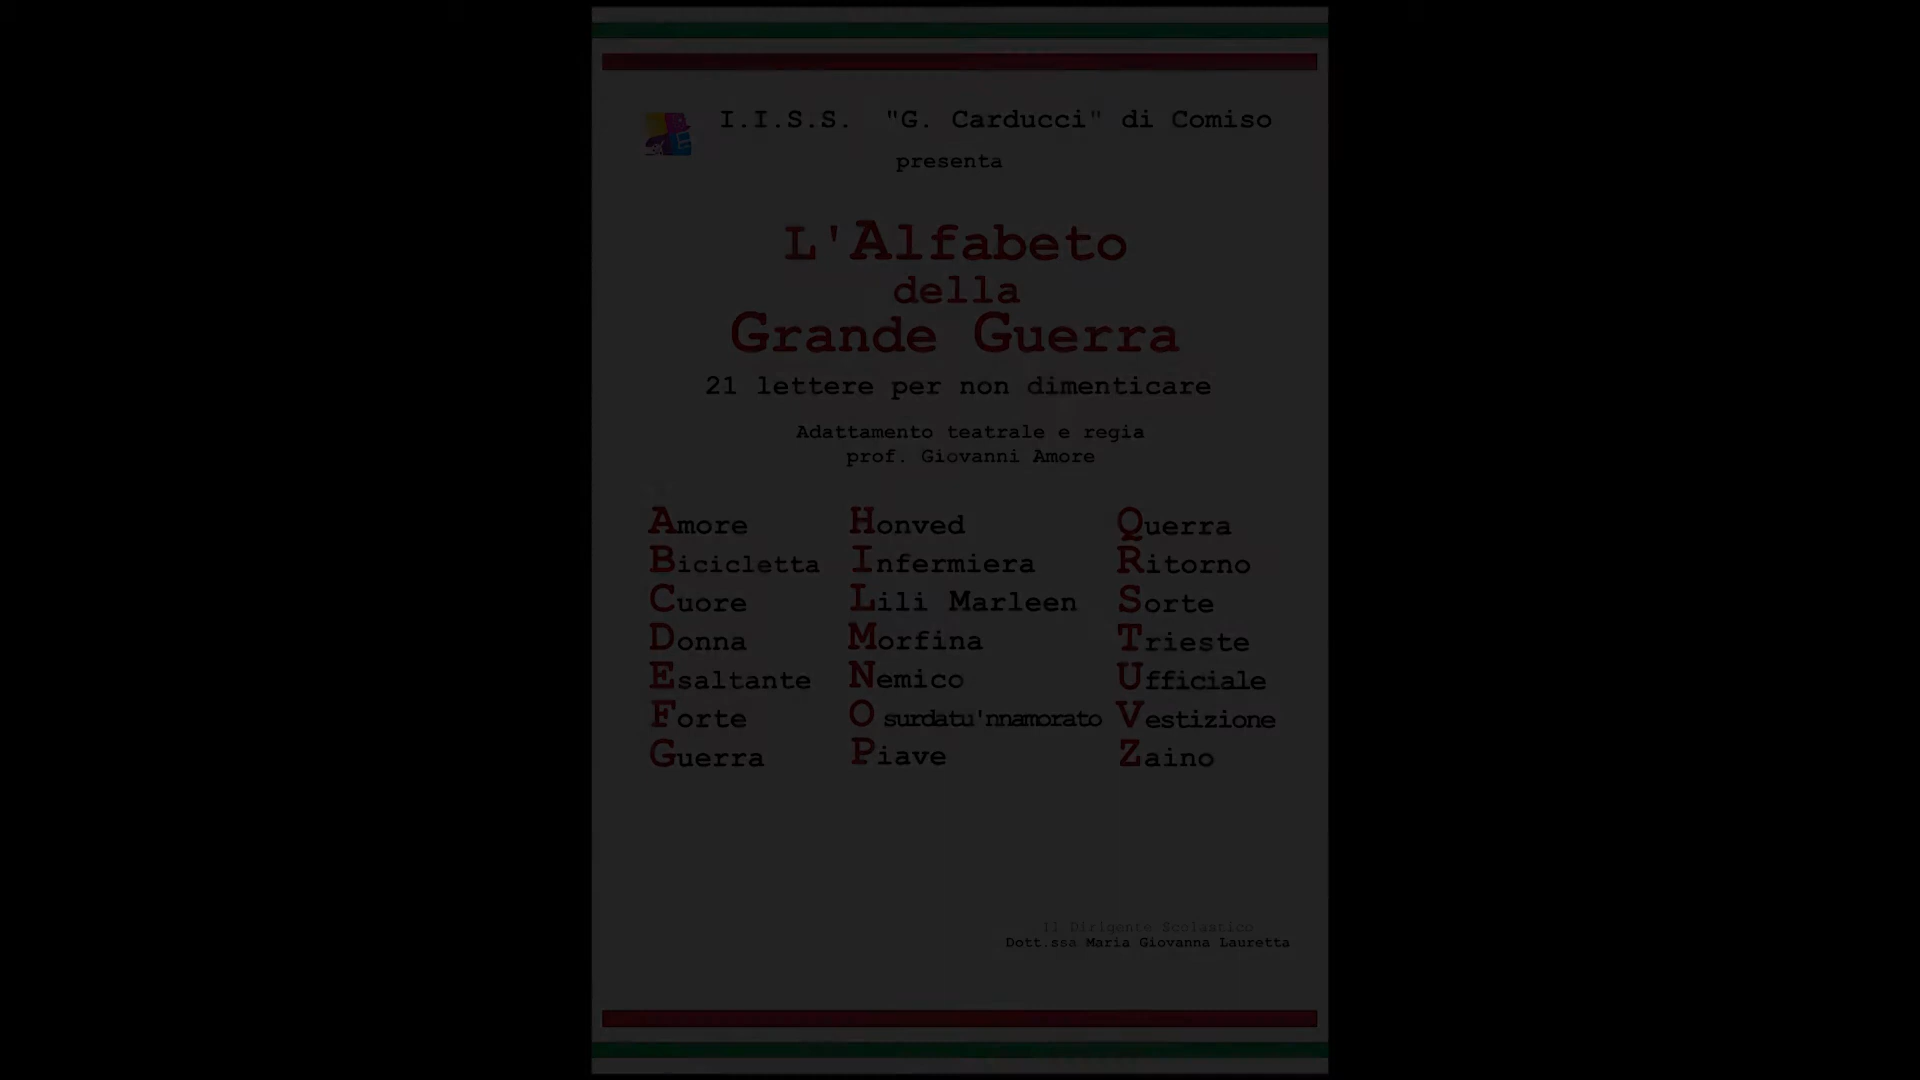 I.I.S.S. "G. Carducci" di Comiso
presenta
L'Alfabeto
della
Grande Guerra
21 lettere per non dimenticare
Adattamento teatrale e regia
prof. Giovanni Amore
Amore
Bicicletta
Cuore
Donna
Esaltante
Forte
Guerra
Honved
Infermiera
Lili Marleen
Morfina
Nemico
O surdatu'nnamorato
Piave
Querra
Ritorno
Sorte
Trieste
Ufficiale
Vestizione
Zaino
Il Dirigente Scolastico
Dott.ssa Maria Giovanna Lauretta